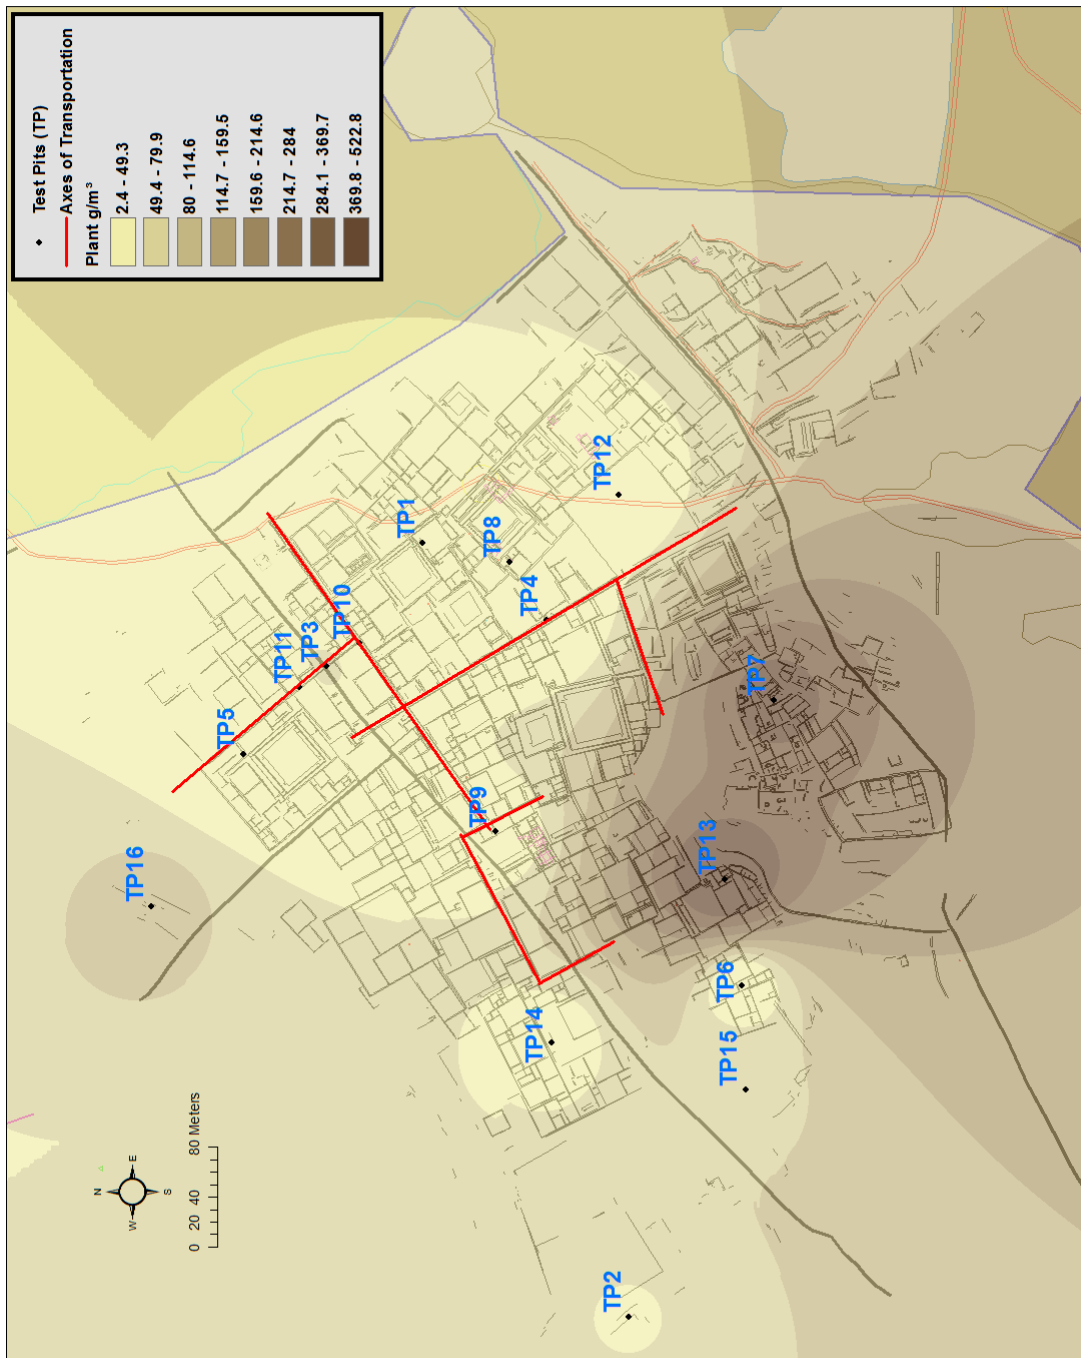 Test Pits (TP)
Axes of Transportation
Plant g/m³
2.4 - 49.3
49.4 - 79.9
80 - 114.6
114.7 - 159.5
159.6 - 214.6
214.7 - 284
284.1 - 369.7
369.8 - 522.8
TP16
TP5
TP11
TP3
TP10
TP1
TP8
TP4
TP12
TP9
TP7
TP13
TP14
TP6
TP15
TP2
N
W
E
S
0 20 40 80 Meters